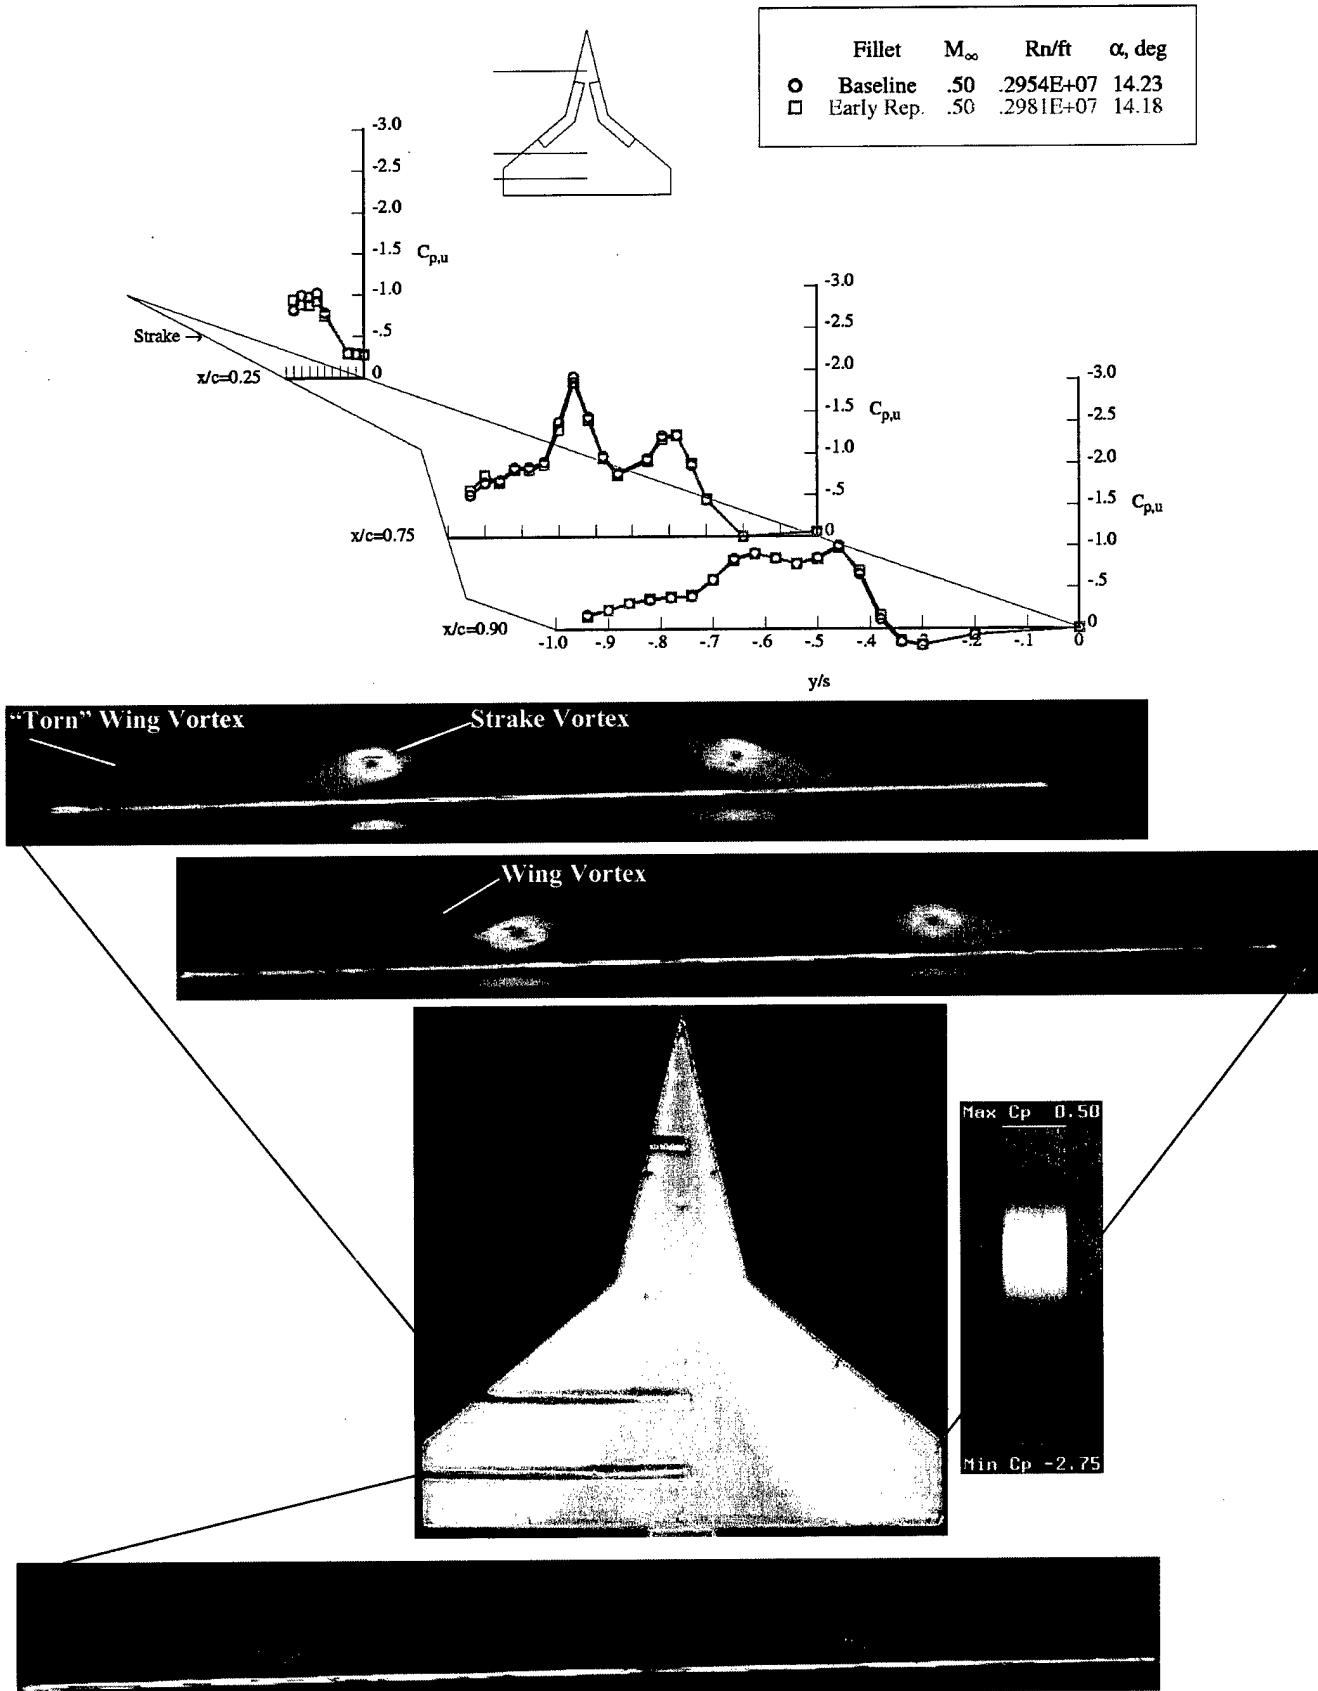 Fillet M∞ Rn/ft α, deg
Baseline .50 .2954E+07 14.23
Early Rep. .50 .2981E+07 14.18
-3.0
-2.5
-2.0
-1.5
Cp,u
-1.0
-.5
0
Strake →
x/c=0.25
-3.0
-2.5
-2.0
-1.5
Cp,u
-1.0
-.5
0
x/c=0.75
-3.0
-2.5
-2.0
-1.5
Cp,u
-1.0
-.5
0
x/c=0.90
-1.0 -.9 -.8 -.7 -.6 -.5 -.4 -.3 -.2 -.1 0
y/s
"Torn" Wing Vortex
Strake Vortex
Wing Vortex
Max Cp 0.50
Min Cp -2.75